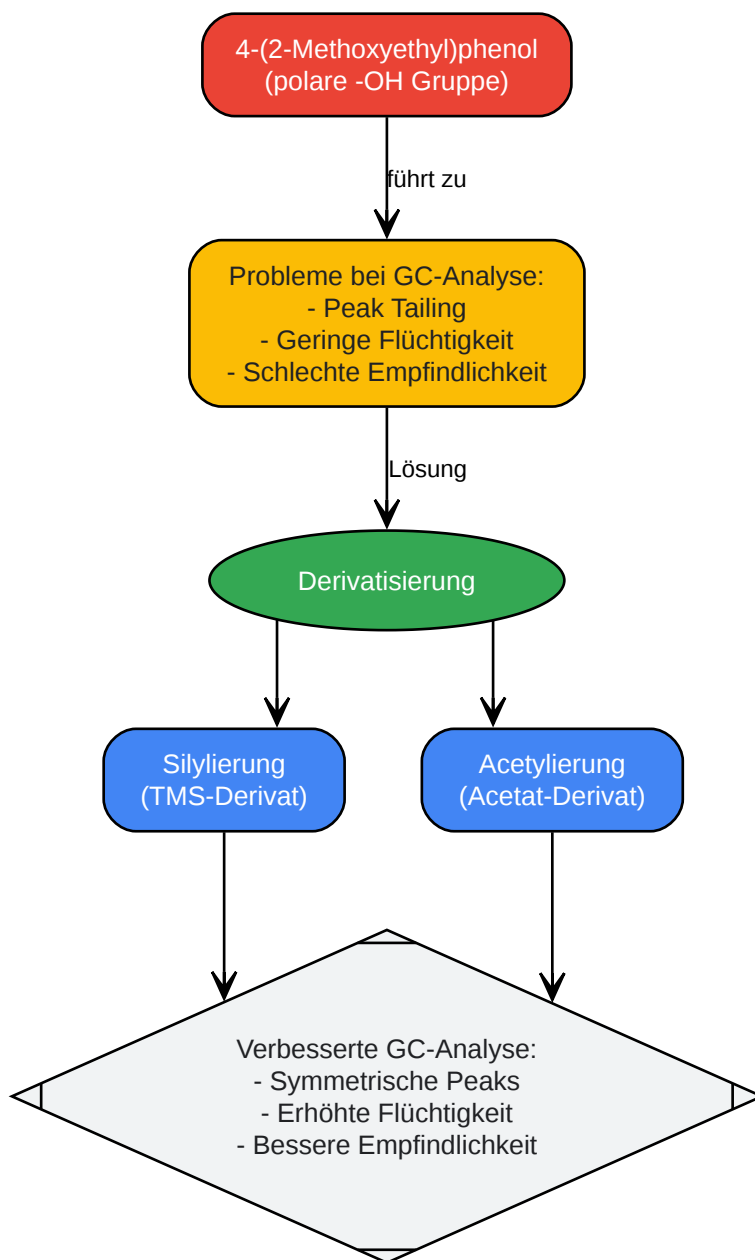 4-(2-Methoxyethyl)phenol
(polare -OH Gruppe)
führt zu
Probleme bei GC-Analyse:
- Peak Tailing
- Geringe Flüchtigkeit
- Schlechte Empfindlichkeit
Lösung
Derivatisierung
Silylierung
(TMS-Derivat)
Acetylierung
(Acetat-Derivat)
Verbesserte GC-Analyse:
- Symmetrische Peaks
- Erhöhte Flüchtigkeit
- Bessere Empfindlichkeit